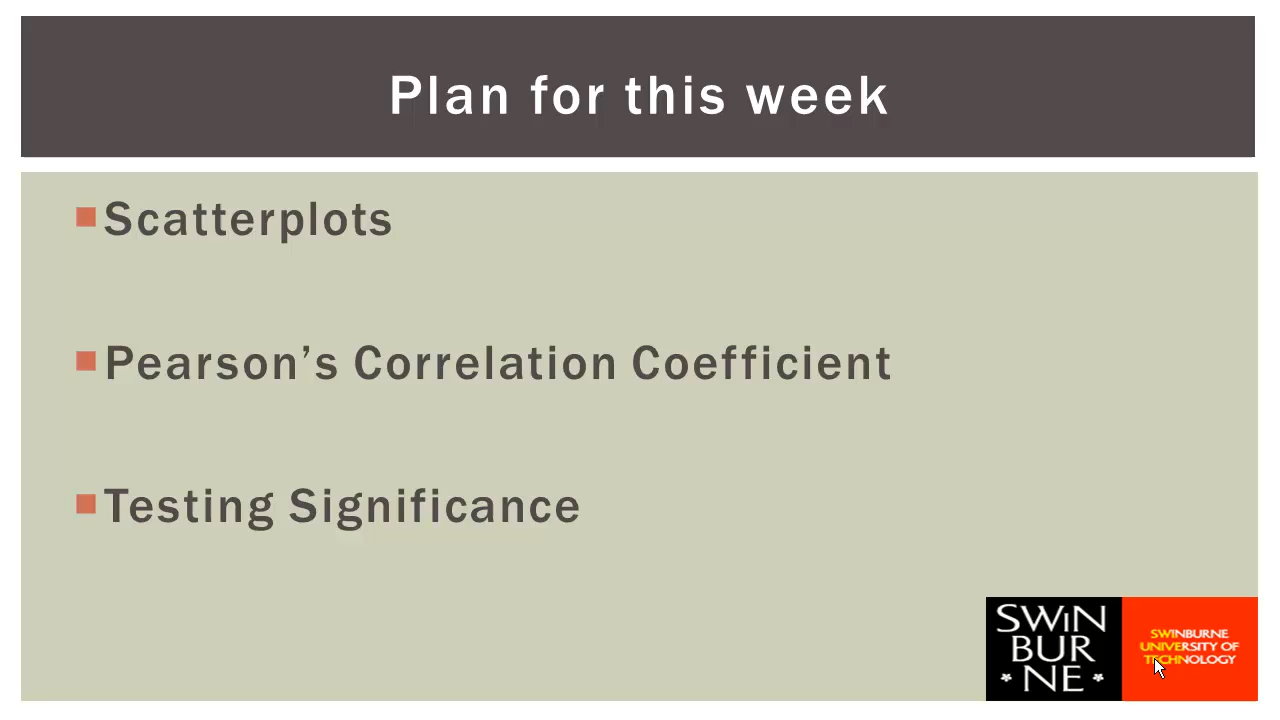 Plan for this week
Scatterplots
Pearson’s Correlation Coefficient
Testing Significance
SWiN
BUR
NE
SWINBURNE
UNIVERSITY OF
TECHNOLOGY